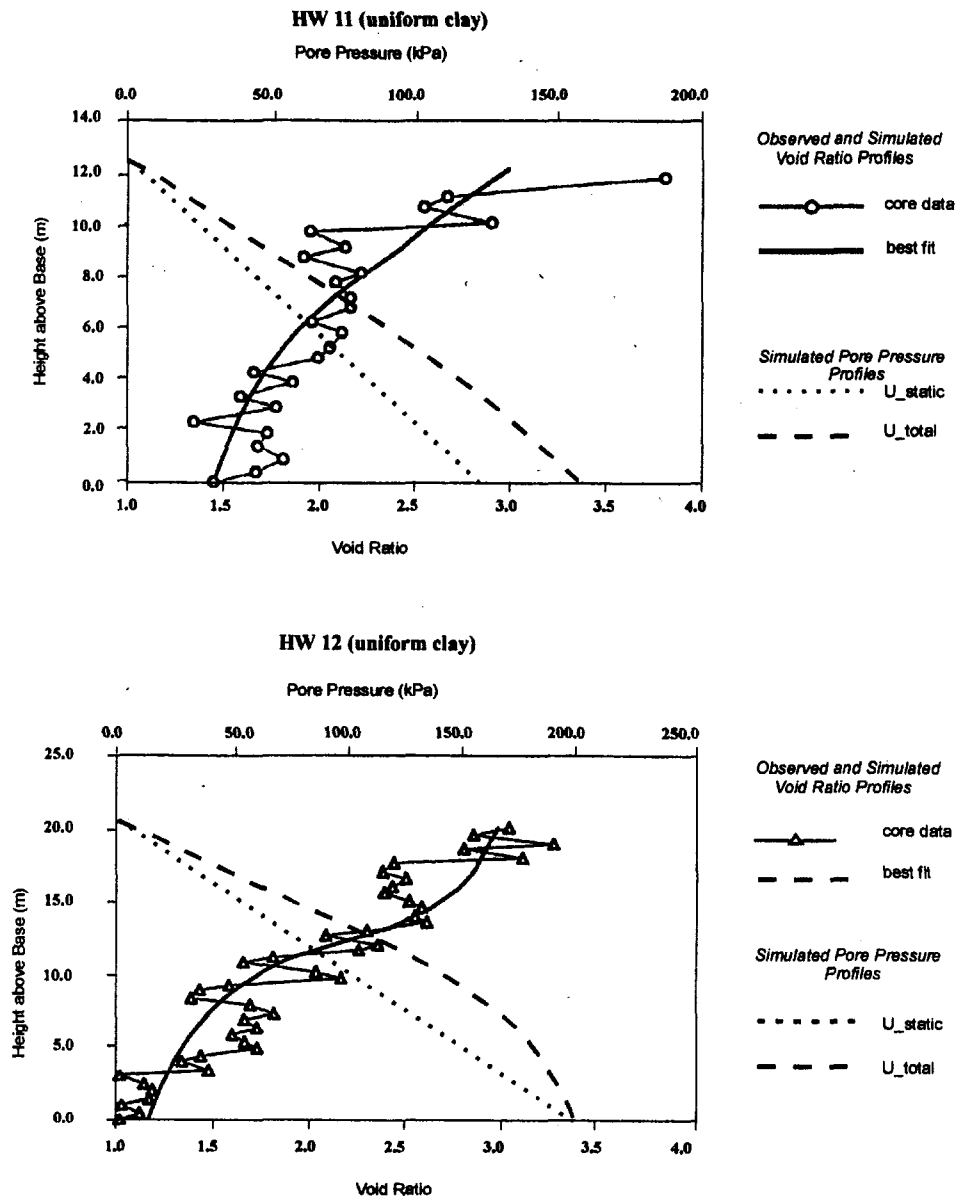 HW 11 (uniform clay)
Pore Pressure (kPa)
0.0 50.0 100.0 150.0 200.0
14.0
12.0
10.0
8.0
6.0
4.0
2.0
0.0
Height above Base (m)
1.0 2.0 2.5 3.0 3.5 4.0
Void Ratio
Observed and Simulated
Void Ratio Profiles
core data
best fit
Simulated Pore Pressure
Profiles
U_static
U_total
HW 12 (uniform clay)
Pore Pressure (kPa)
0.0 50.0 100.0 150.0 200.0 250.0
25.0
20.0
15.0
10.0
5.0
0.0
Height above Base (m)
1.0 1.5 2.0 2.5 3.0 3.5 4.0
Void Ratio
Observed and Simulated
Void Ratio Profiles
core data
best fit
Simulated Pore Pressure
Profiles
U_static
U_total